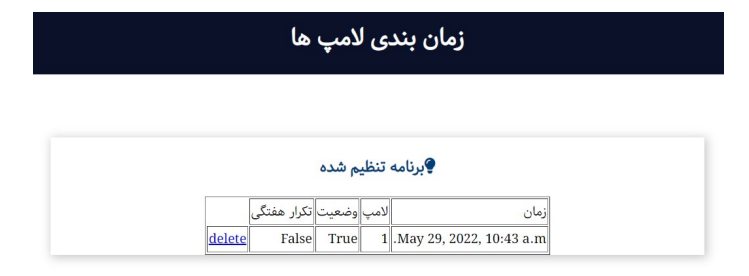 زمان بندی لامپ ها
برنامه تنظیم شده
زمان لامپ وضعیت تکرار هفتگی
May 29, 2022, 10:43 a.m. 1 True False delete